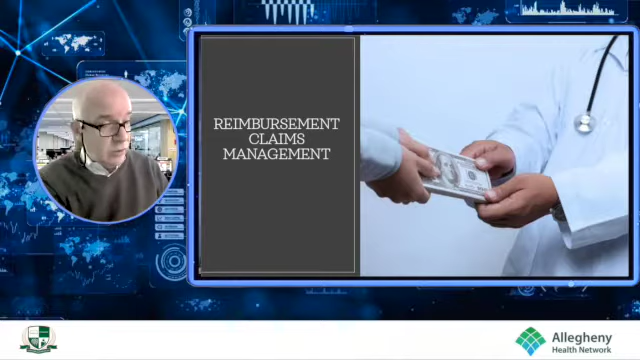 REIMBURSEMENT
CLAIMS
MANAGEMENT
Allegheny
Health Network